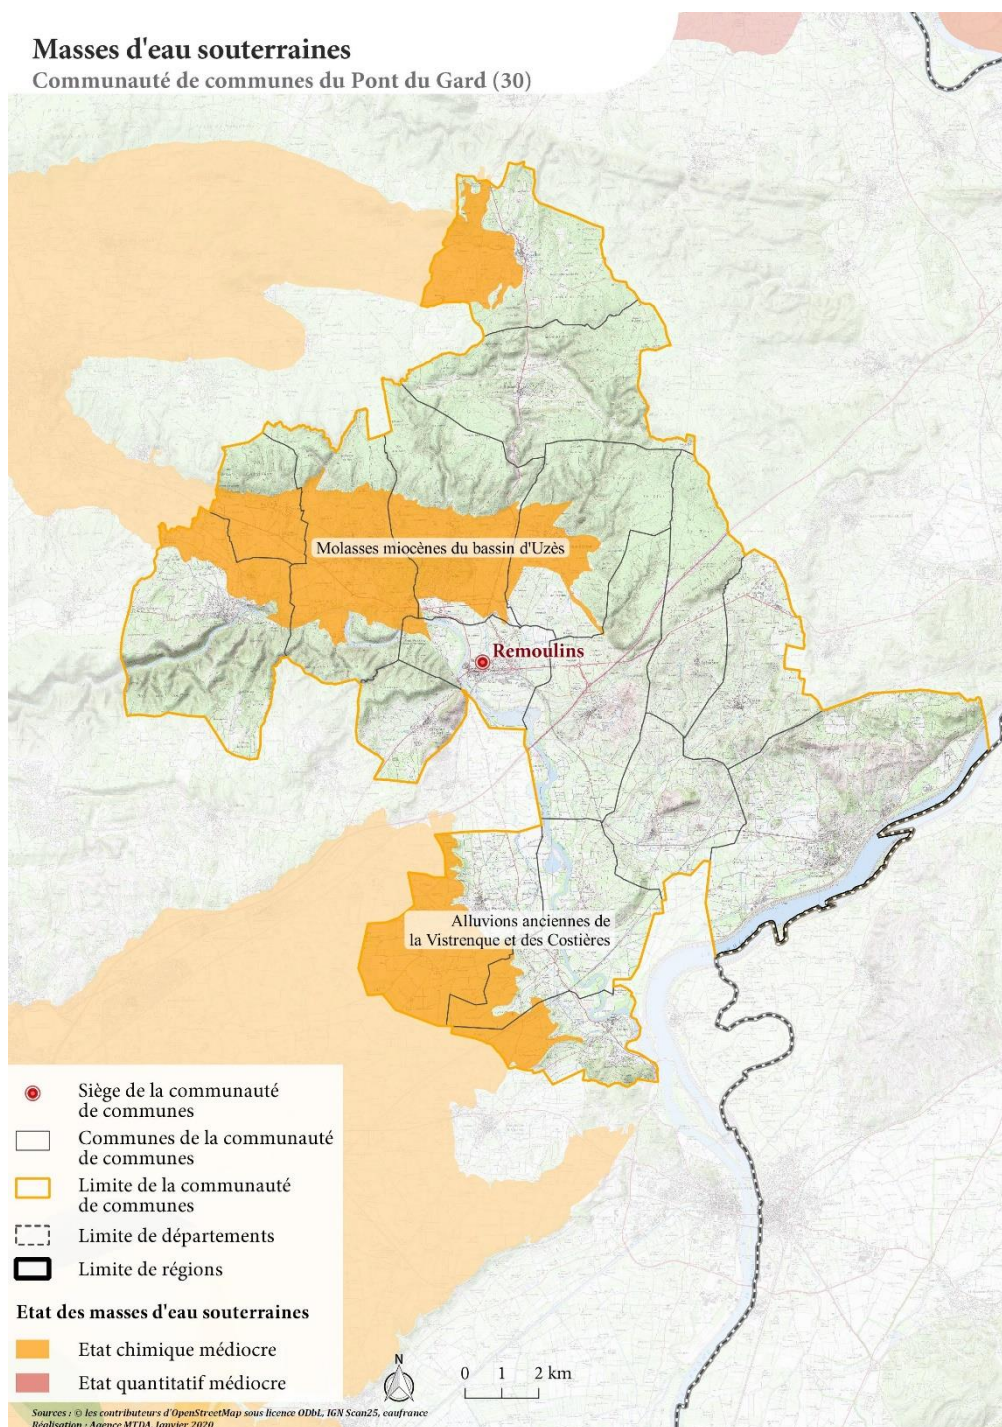 Masses d'eau souterraines
Communauté de communes du Pont du Gard (30)
Molasses miocènes du bassin d'Uzès
Remoulins
Alluvions anciennes de
la Vistrenque et des Costières
Siège de la communauté
de communes
Communes de la communauté
de communes
Limite de la communauté
de communes
Limite de départements
Limite de régions
Etat des masses d'eau souterraines
Etat chimique médiocre
Etat quantitatif médiocre
N
0 1 2 km
Sources : © les contributeurs d'OpenStreetMap sous licence ODbL, IGN Scan25, eaufrance
Réalisation : Agence MTDA, Janvier 2020